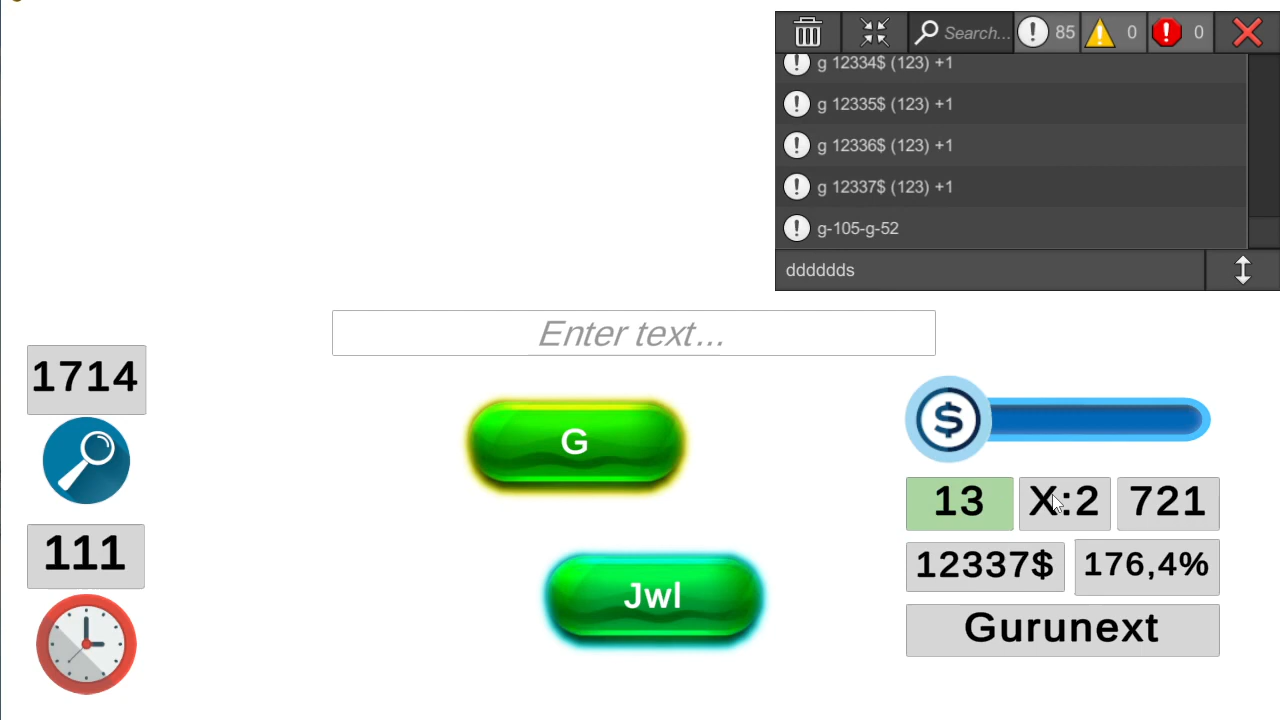 Search...
85
0
0
g 12334$ (123) +1
g 12335$ (123) +1
g 12336$ (123) +1
g 12337$ (123) +1
g-105-g-52
dddddds
Enter text...
1714
G
$
13
X:2
721
111
12337$
176,4%
Jwl
Gurunext